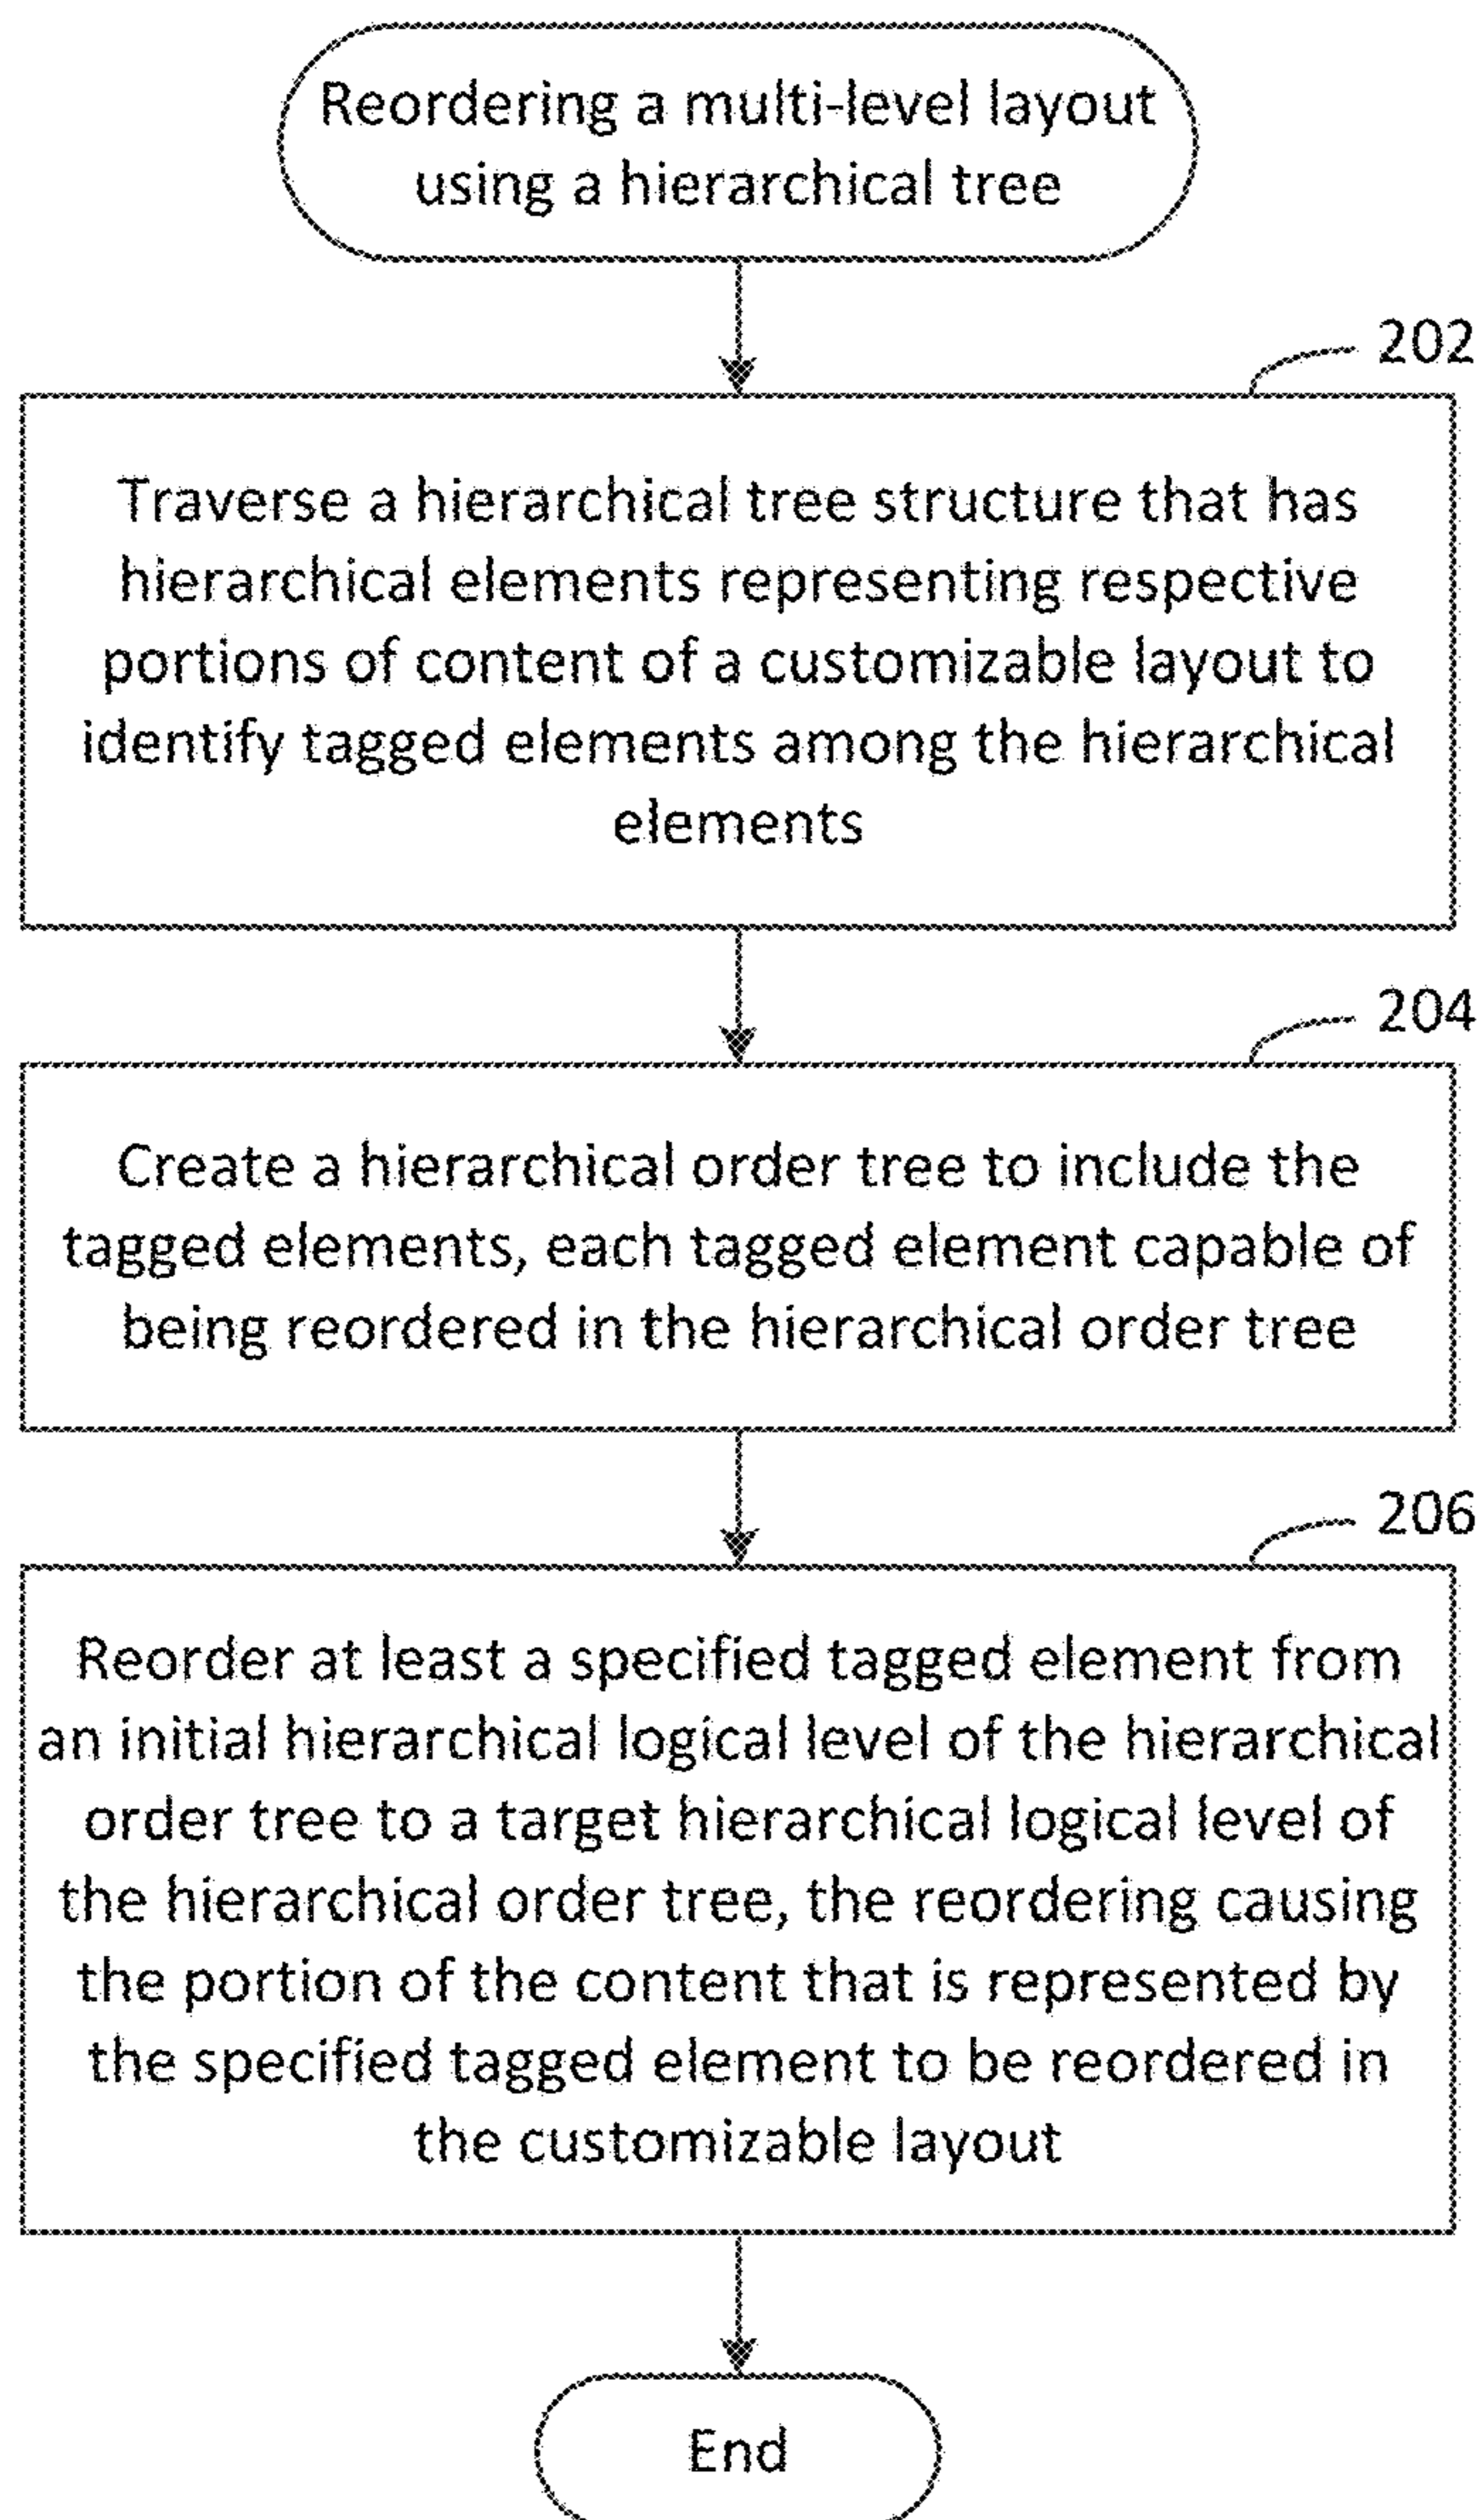 Reordering a multi-level layout
using a hierarchical tree
202
Traverse a hierarchical tree structure that has
hierarchical elements representing respective
portions of content of a customizable layout to
identify tagged elements among the hierarchical
elements
204
Create a hierarchical order tree to include the
tagged elements, each tagged element capable of
being reordered in the hierarchical order tree
206
Reorder at least a specified tagged element from
an initial hierarchical logical level of the hierarchical
order tree to a target hierarchical logical level of
the hierarchical order tree, the reordering causing
the portion of the content that is represented by
the specified tagged element to be reordered in
the customizable layout
End